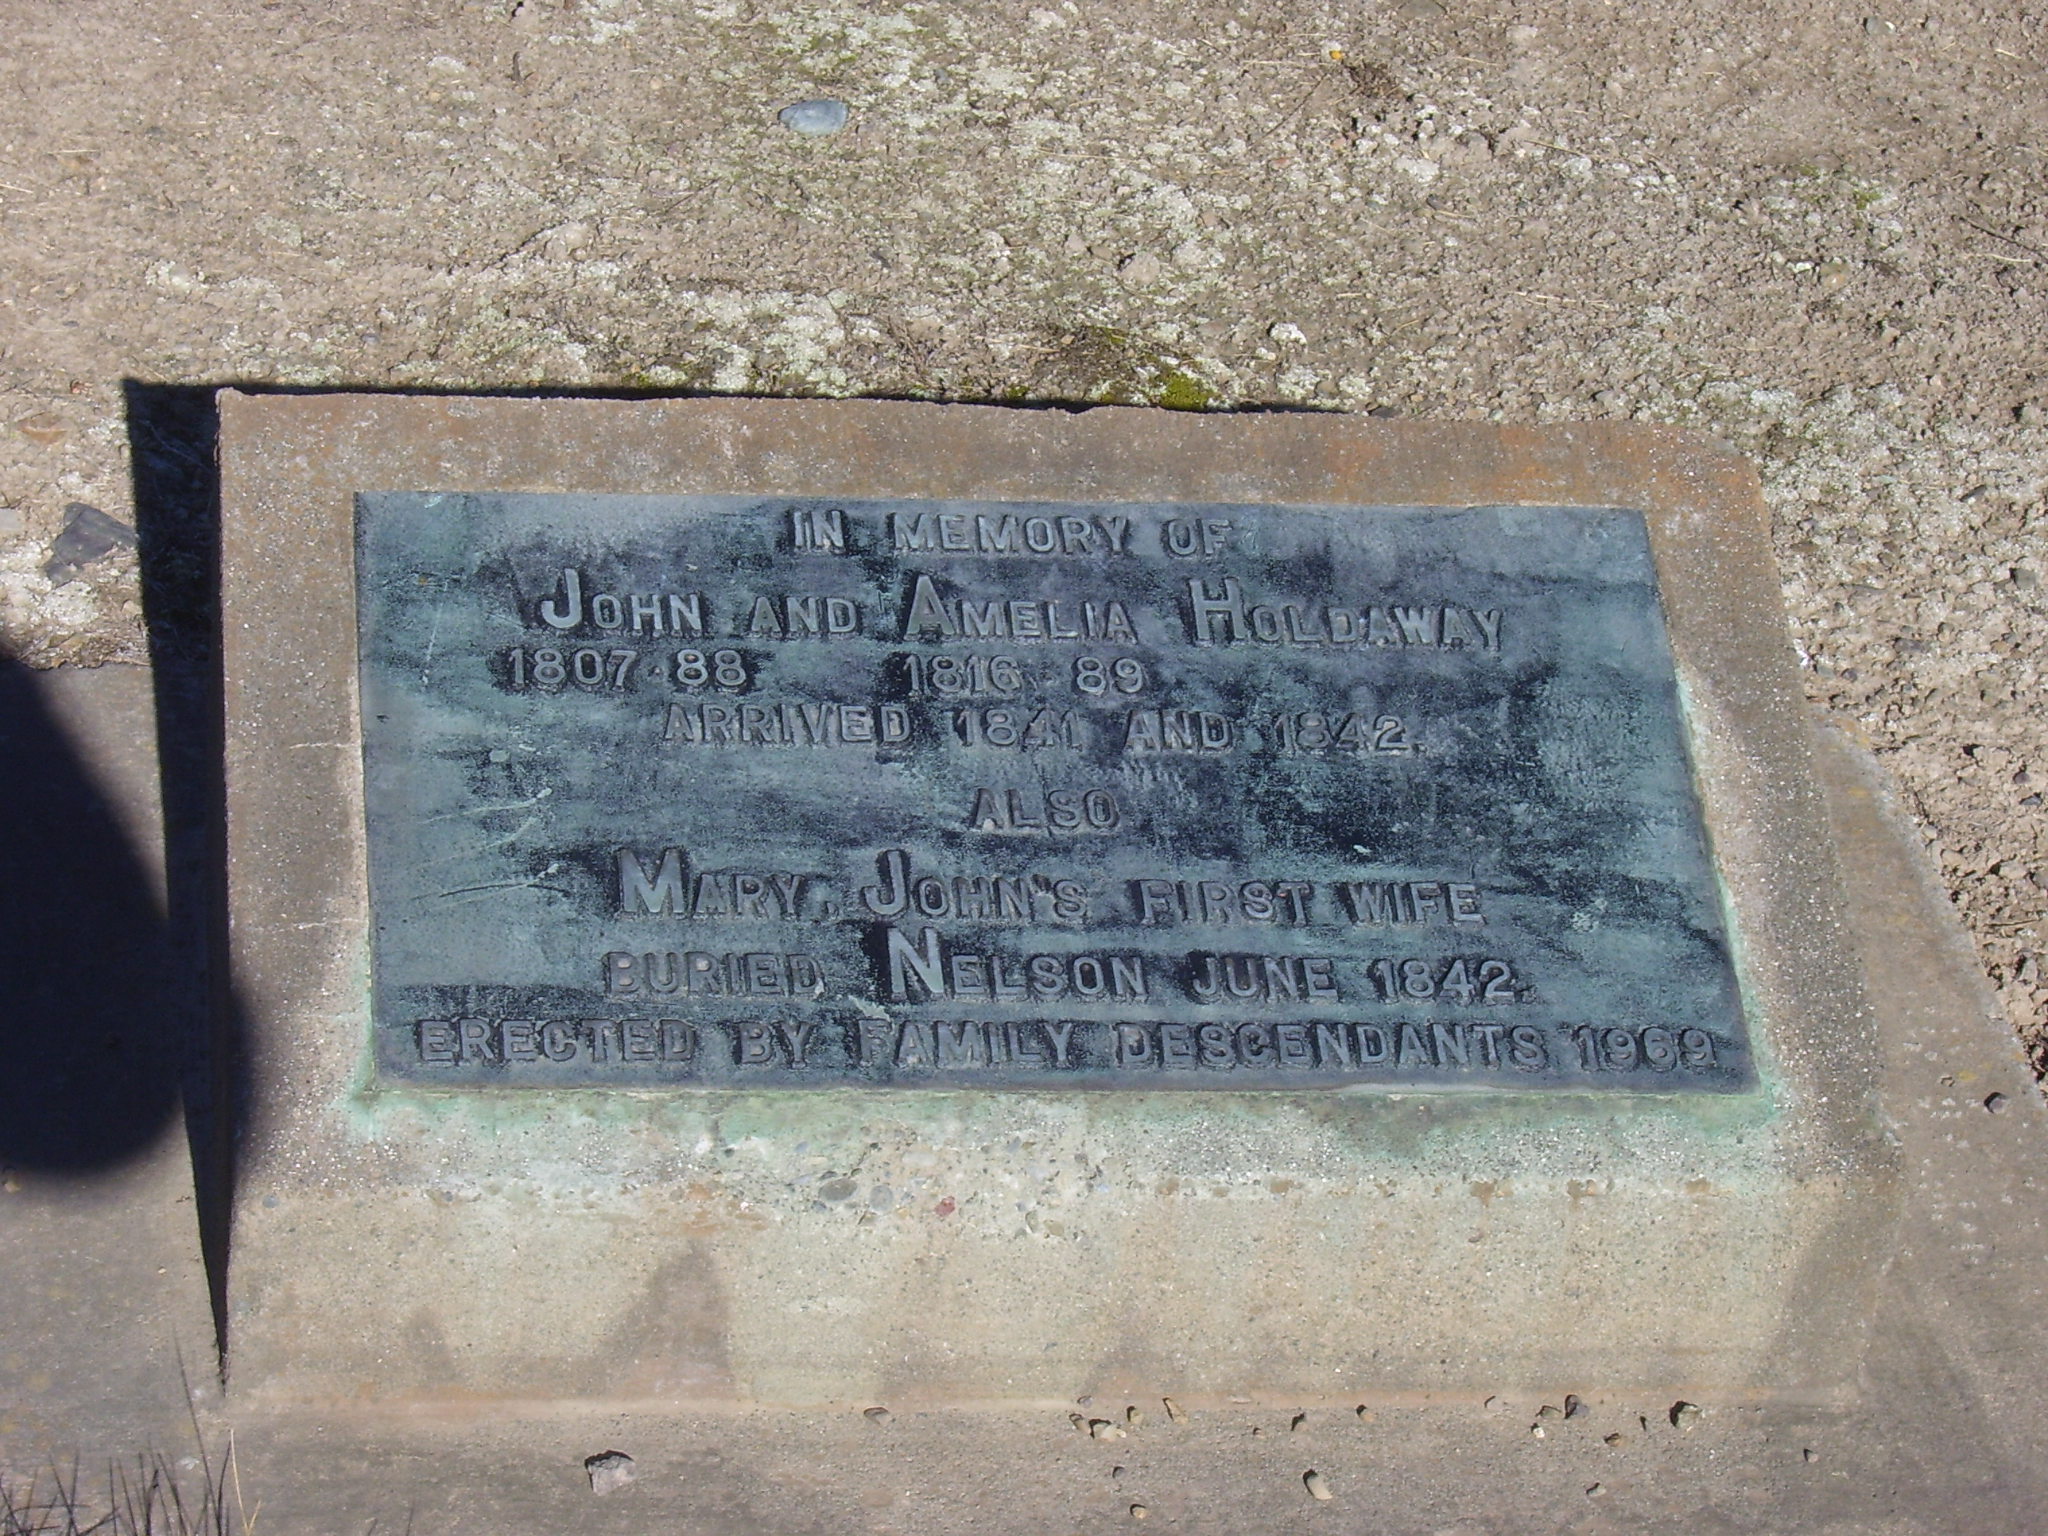 IN MEMORY OF
JOHN AND AMELIA HOLDAWAY
1807-88 1816-89
ARRIVED 1841 AND 1842.
ALSO
MARY, JOHN'S FIRST WIFE
BURIED NELSON JUNE 1842.
ERECTED BY FAMILY DESCENDANTS 1969